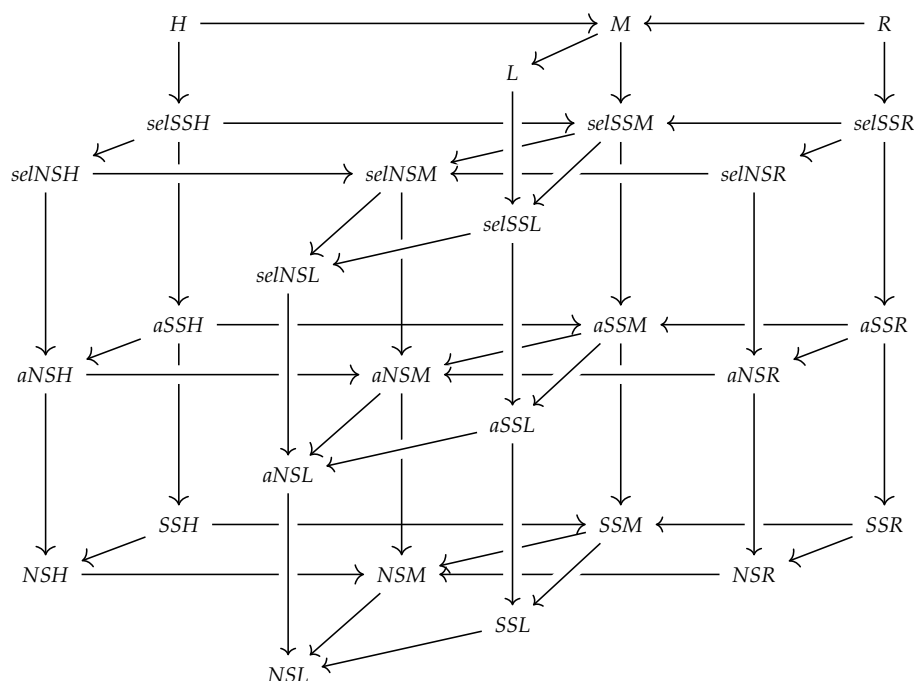 H M R
L
selSSH selSSM selSSR
selNSH selNSM selNSR
selSSL
selNSL
aSSH aSSM aSSR
aNSH aNSM aNSR
aSSL
aNSL
SSH SSM SSR
NSH NSM NSR
SSL
NSL